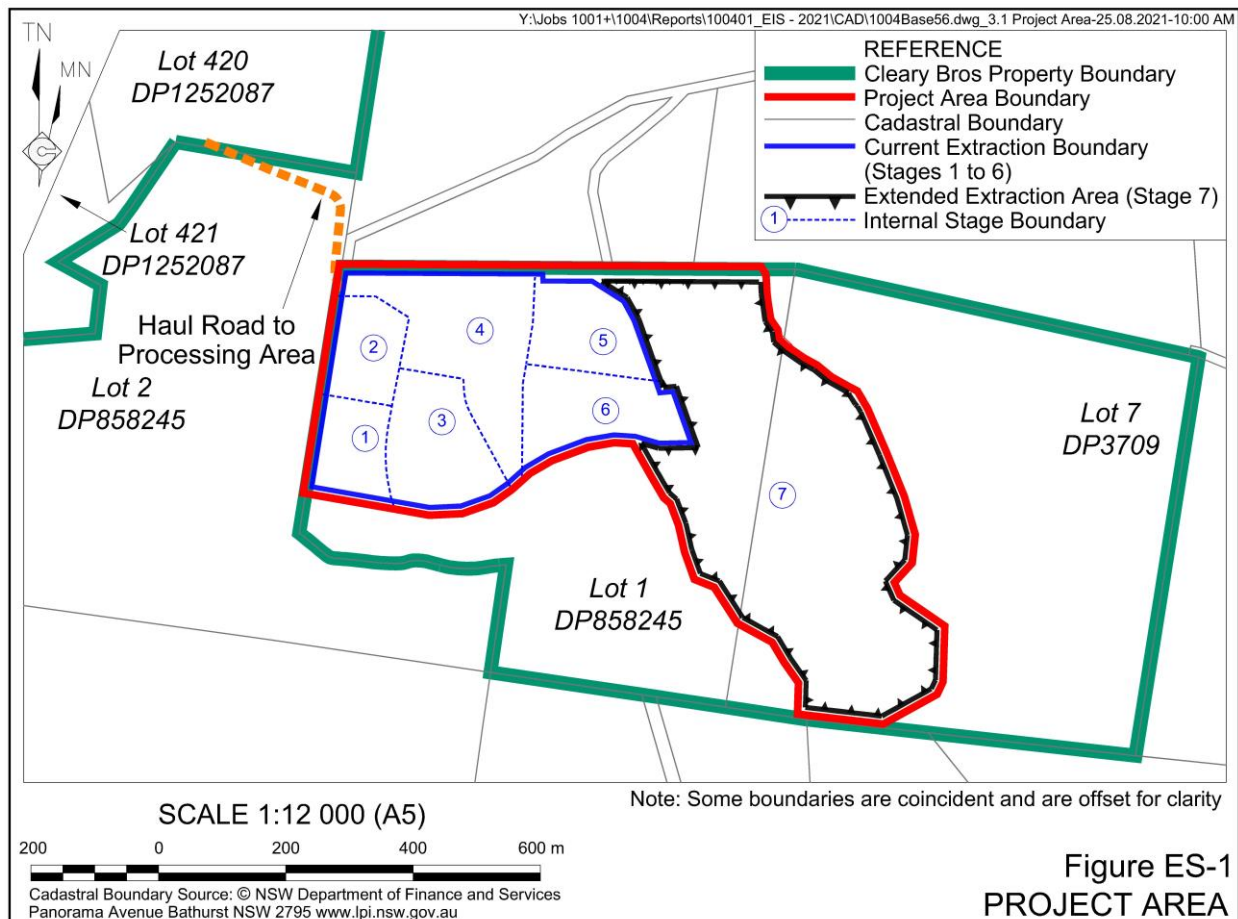 Y:\Jobs 1001+\1004\Reports\100401_EIS - 2021\CAD\1004Base56.dwg_3.1 Project Area-25.08.2021-10:00 AM
TN
MN
Lot 420
DP1252087
REFERENCE
Cleary Bros Property Boundary
Project Area Boundary
Cadastral Boundary
Current Extraction Boundary
(Stages 1 to 6)
Extended Extraction Area (Stage 7)
1 Internal Stage Boundary
Lot 421
DP1252087
Haul Road to
Processing Area
Lot 2
DP858245
2
4
5
1
3
6
7
Lot 7
DP3709
Lot 1
DP858245
Note: Some boundaries are coincident and are offset for clarity
SCALE 1:12 000 (A5)
200 0 200 400 600 m
Cadastral Boundary Source: © NSW Department of Finance and Services
Panorama Avenue Bathurst NSW 2795 www.lpi.nsw.gov.au
Figure ES-1
PROJECT AREA